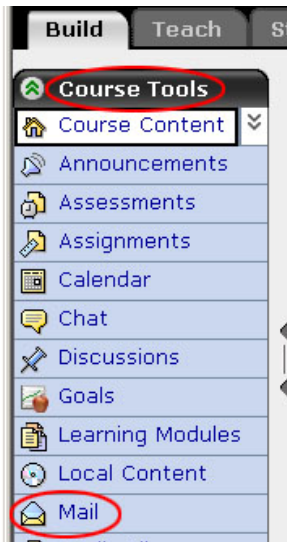 Build Teach
Course Tools
Course Content
Announcements
Assessments
Assignments
Calendar
Chat
Discussions
Goals
Learning Modules
Local Content
Mail